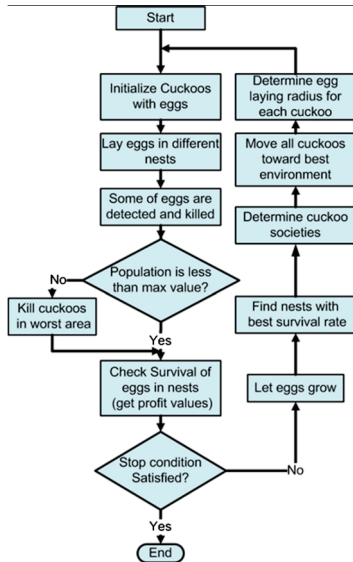 Start
Initialize Cuckoos
with eggs
Lay eggs in different
nests
Some of eggs are
detected and killed
Population is less
than max value?
No
Kill cuckoos
in worst area
Yes
Check Survival of
eggs in nests
(get profit values)
Stop condition
Satisfied?
No
Yes
End
Let eggs grow
Find nests with
best survival rate
Determine cuckoo
societies
Move all cuckoos
toward best
environment
Determine egg
laying radius for
each cuckoo